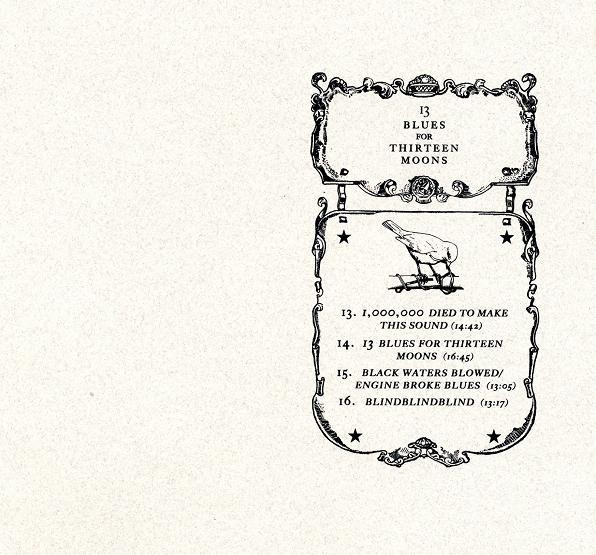 13
BLUES
FOR
THIRTEEN
MOONS
13. 1,000,000 DIED TO MAKE
THIS SOUND (14:42)
14. 13 BLUES FOR THIRTEEN
MOONS (16:45)
15. BLACK WATERS BLOWED/
ENGINE BROKE BLUES (13:05)
16. BLINDBLINDBLIND (13:17)